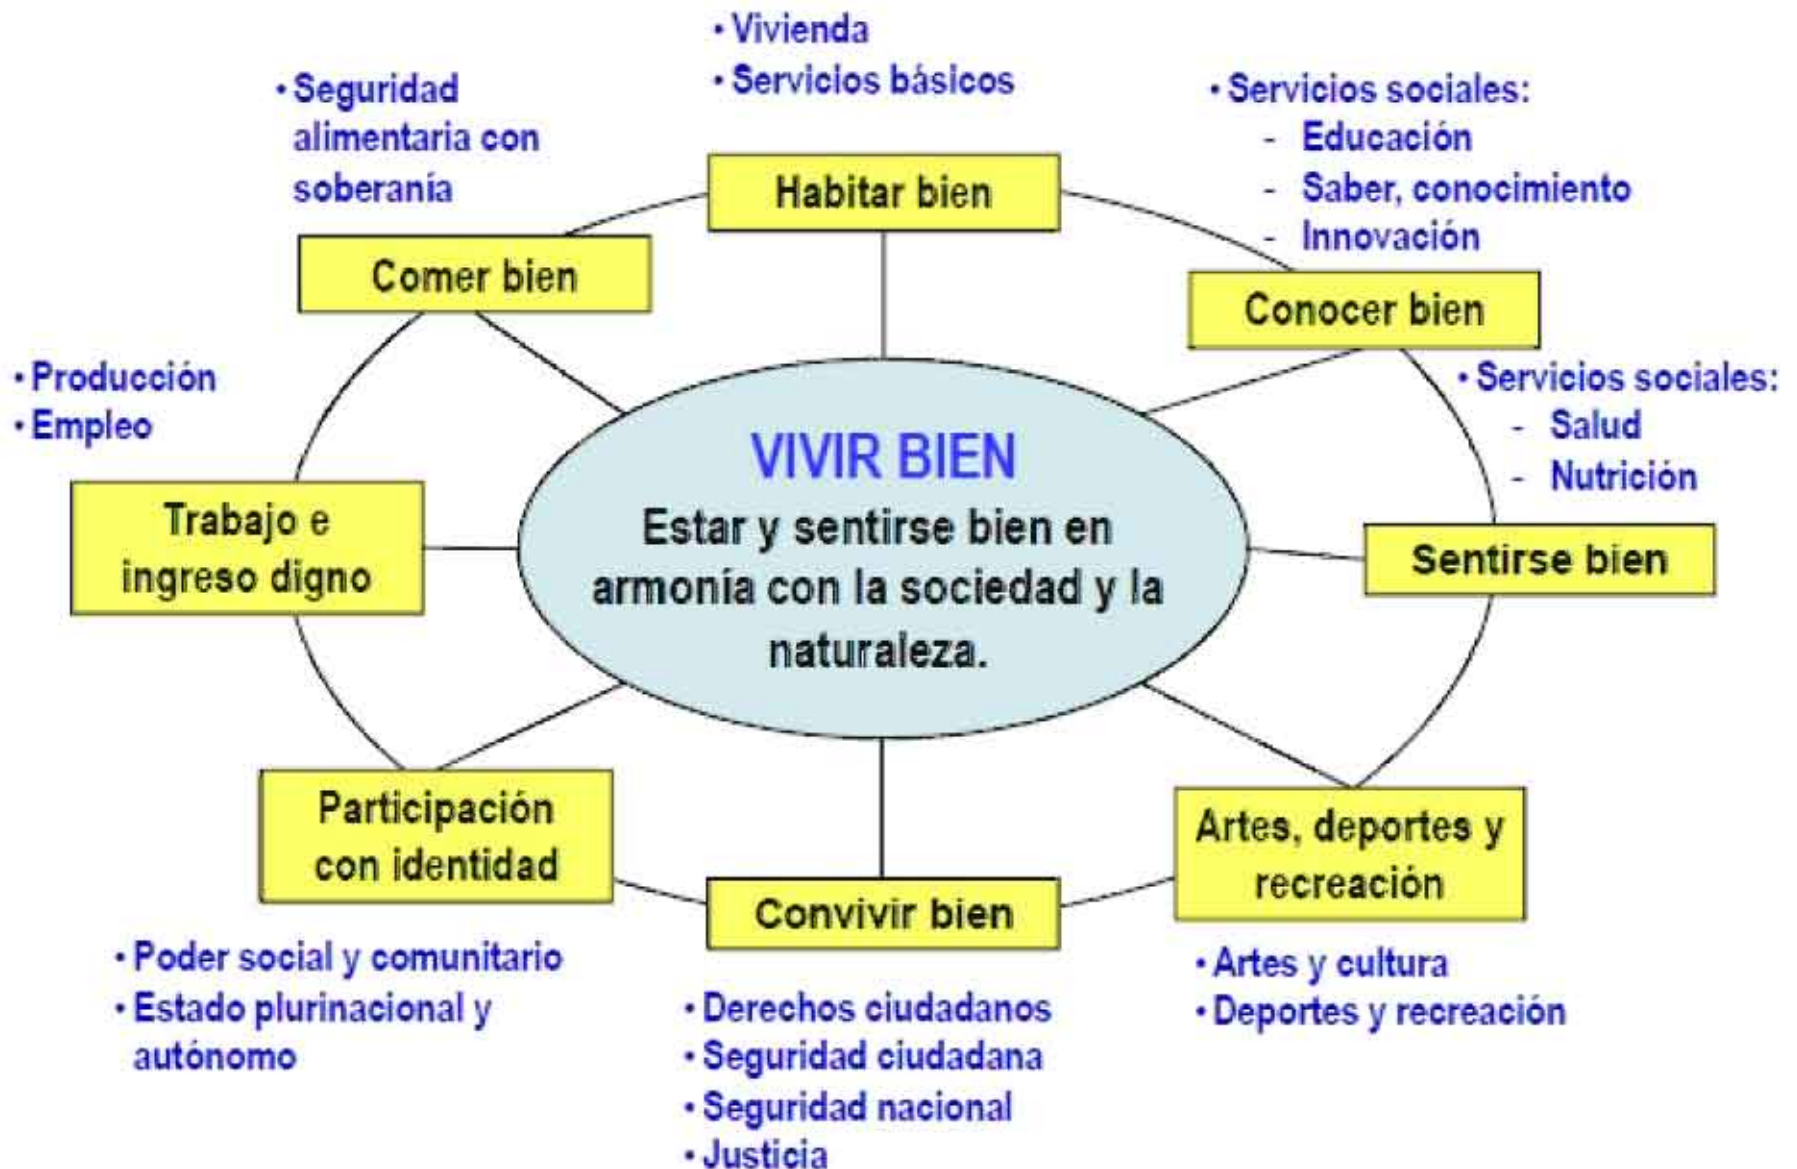 • Vivienda
• Servicios básicos
• Seguridad
alimentaria con
soberanía
• Servicios sociales:
- Educación
- Saber, conocimiento
- Innovación
Habitar bien
Comer bien
Conocer bien
• Producción
• Empleo
• Servicios sociales:
- Salud
- Nutrición
VIVIR BIEN
Estar y sentirse bien en
armonía con la sociedad y la
naturaleza.
Trabajo e
ingreso digno
Sentirse bien
Participación
con identidad
Artes, deportes y
recreación
Convivir bien
• Poder social y comunitario
• Estado plurinacional y
autónomo
• Derechos ciudadanos
• Seguridad ciudadana
• Seguridad nacional
• Justicia
• Artes y cultura
• Deportes y recreación